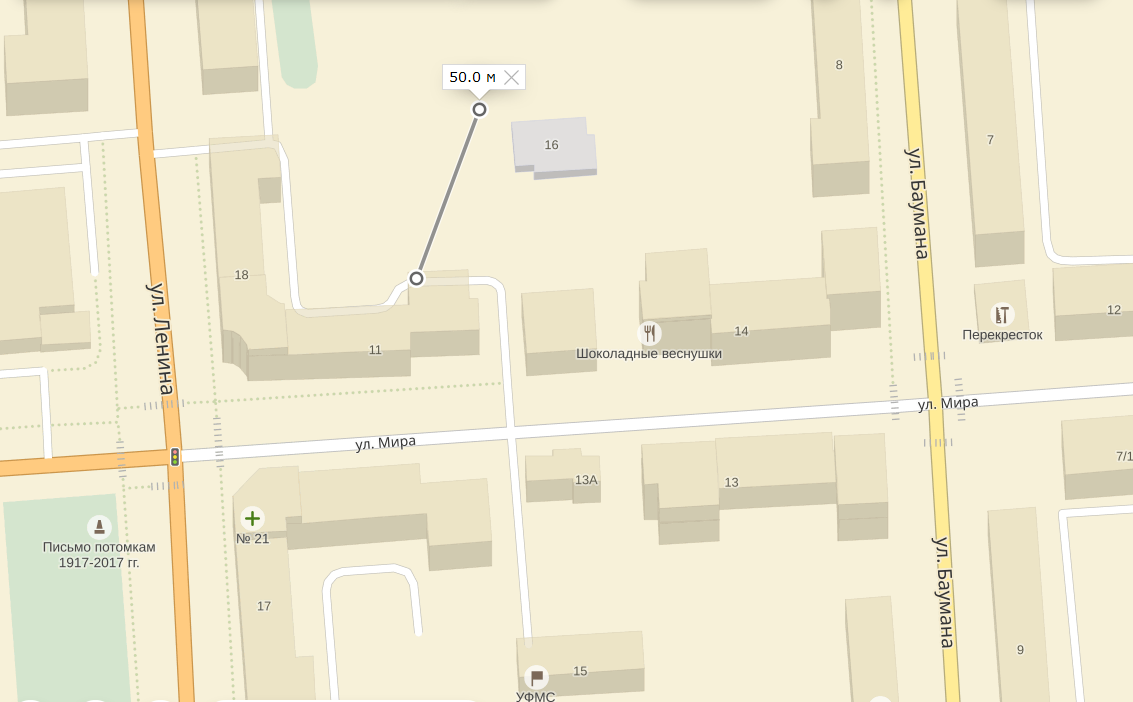 50.0 м
8
16
7
ул. Баумана
18
ул. Ленина
12
Перекресток
14
11
Шоколадные веснушки
ул. Мира
ул. Мира
7/1
13А
13
№ 21
Письмо потомкам
1917-2017 гг.
ул. Баумана
17
9
15
УФМС